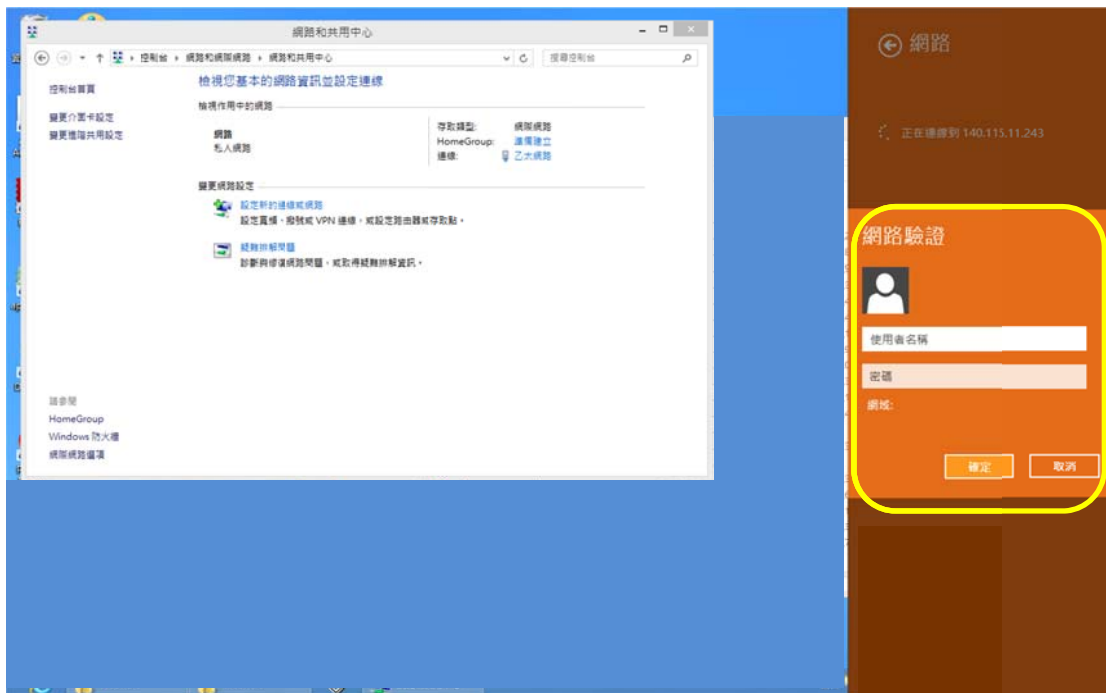 網路和共用中心
控制台 ▸ 網路和網際網路 ▸ 網路和共用中心
搜尋控制台
控制台首頁
變更介面卡設定
變更進階共用設定
檢視您基本的網路資訊並設定連線
檢視作用中的網路
網路
私人網路
存取類型: 網際網路
HomeGroup: 準備建立
連線: 乙太網路
變更網路設定
設定新的連線或網路
設定寬頻、撥號或 VPN 連線，或設定路由器或存取點。
疑難排解問題
診斷與修復網路問題，或取得疑難排解資訊。
請參閱
HomeGroup
Windows 防火牆
網際網路選項
網路
正在連線到 140.115.11.243
網路驗證
使用者名稱
密碼
網域:
確定
取消